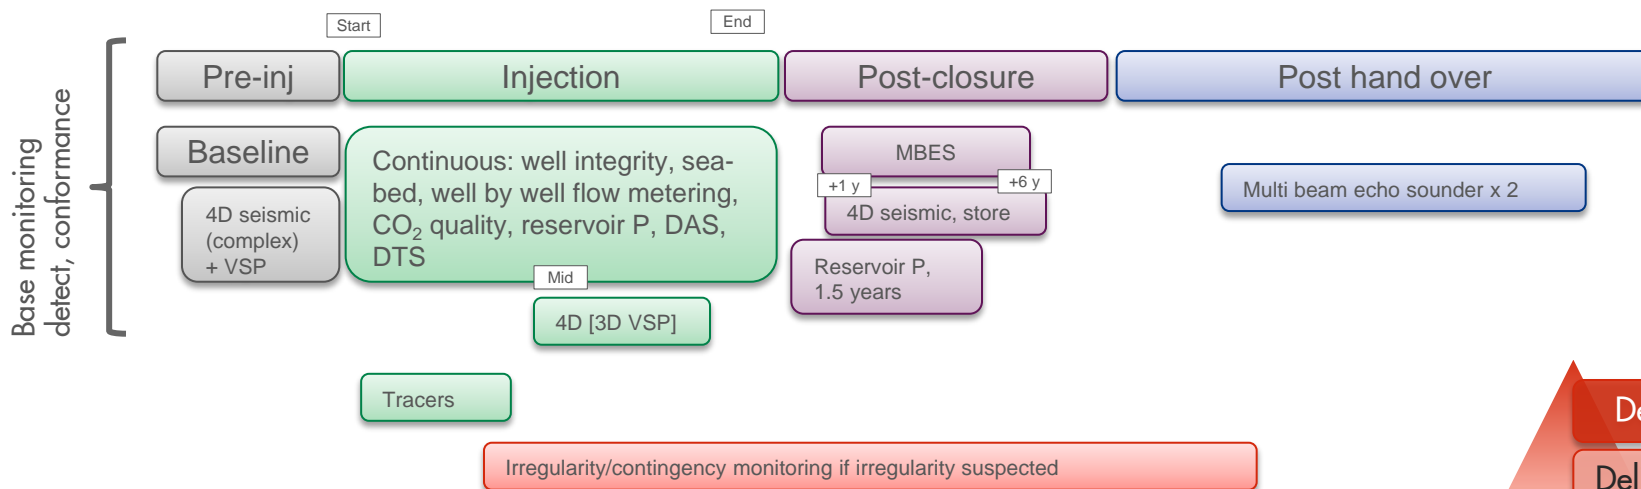 Start
End
Pre-inj
Injection
Post-closure
Post hand over
Base monitoring
detect, conformance
Baseline
4D seismic
(complex)
+ VSP
Continuous: well integrity, sea-
bed, well by well flow metering,
CO₂ quality, reservoir P, DAS,
DTS
Mid
4D [3D VSP]
MBES
+1 y
+6 y
4D seismic, store
Reservoir P,
1.5 years
Multi beam echo sounder x 2
Tracers
Irregularity/contingency monitoring if irregularity suspected